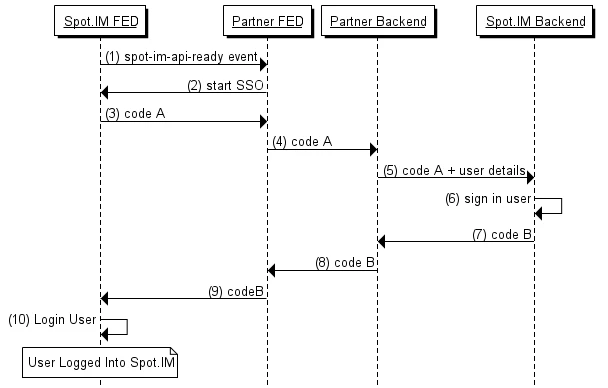 Spot.IM FED
Partner FED
Partner Backend
Spot.IM Backend
(1) spot-im-api-ready event
(2) start SSO
(3) code A
(4) code A
(5) code A + user details
(6) sign in user
(7) code B
(8) code B
(9) codeB
(10) Login User
User Logged Into Spot.IM